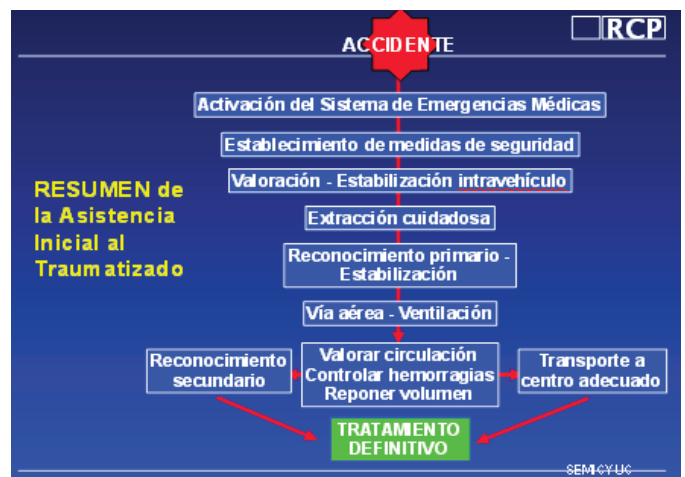 RCP
ACCIDENTE
Activación del Sistema de Emergencias Médicas
Establecimiento de medidas de seguridad
Valoración - Estabilización intravehículo
RESUMEN de
la Asistencia
Inicial al
Traumatizado
Extracción cuidadosa
Reconocimiento primario -
Estabilización
Vía aérea - Ventilación
Reconocimiento
secundario
Valorar circulación
Controlar hemorragias
Reponer volumen
Transporte a
centro adecuado
TRATAMIENTO
DEFINITIVO
SEMICYUC